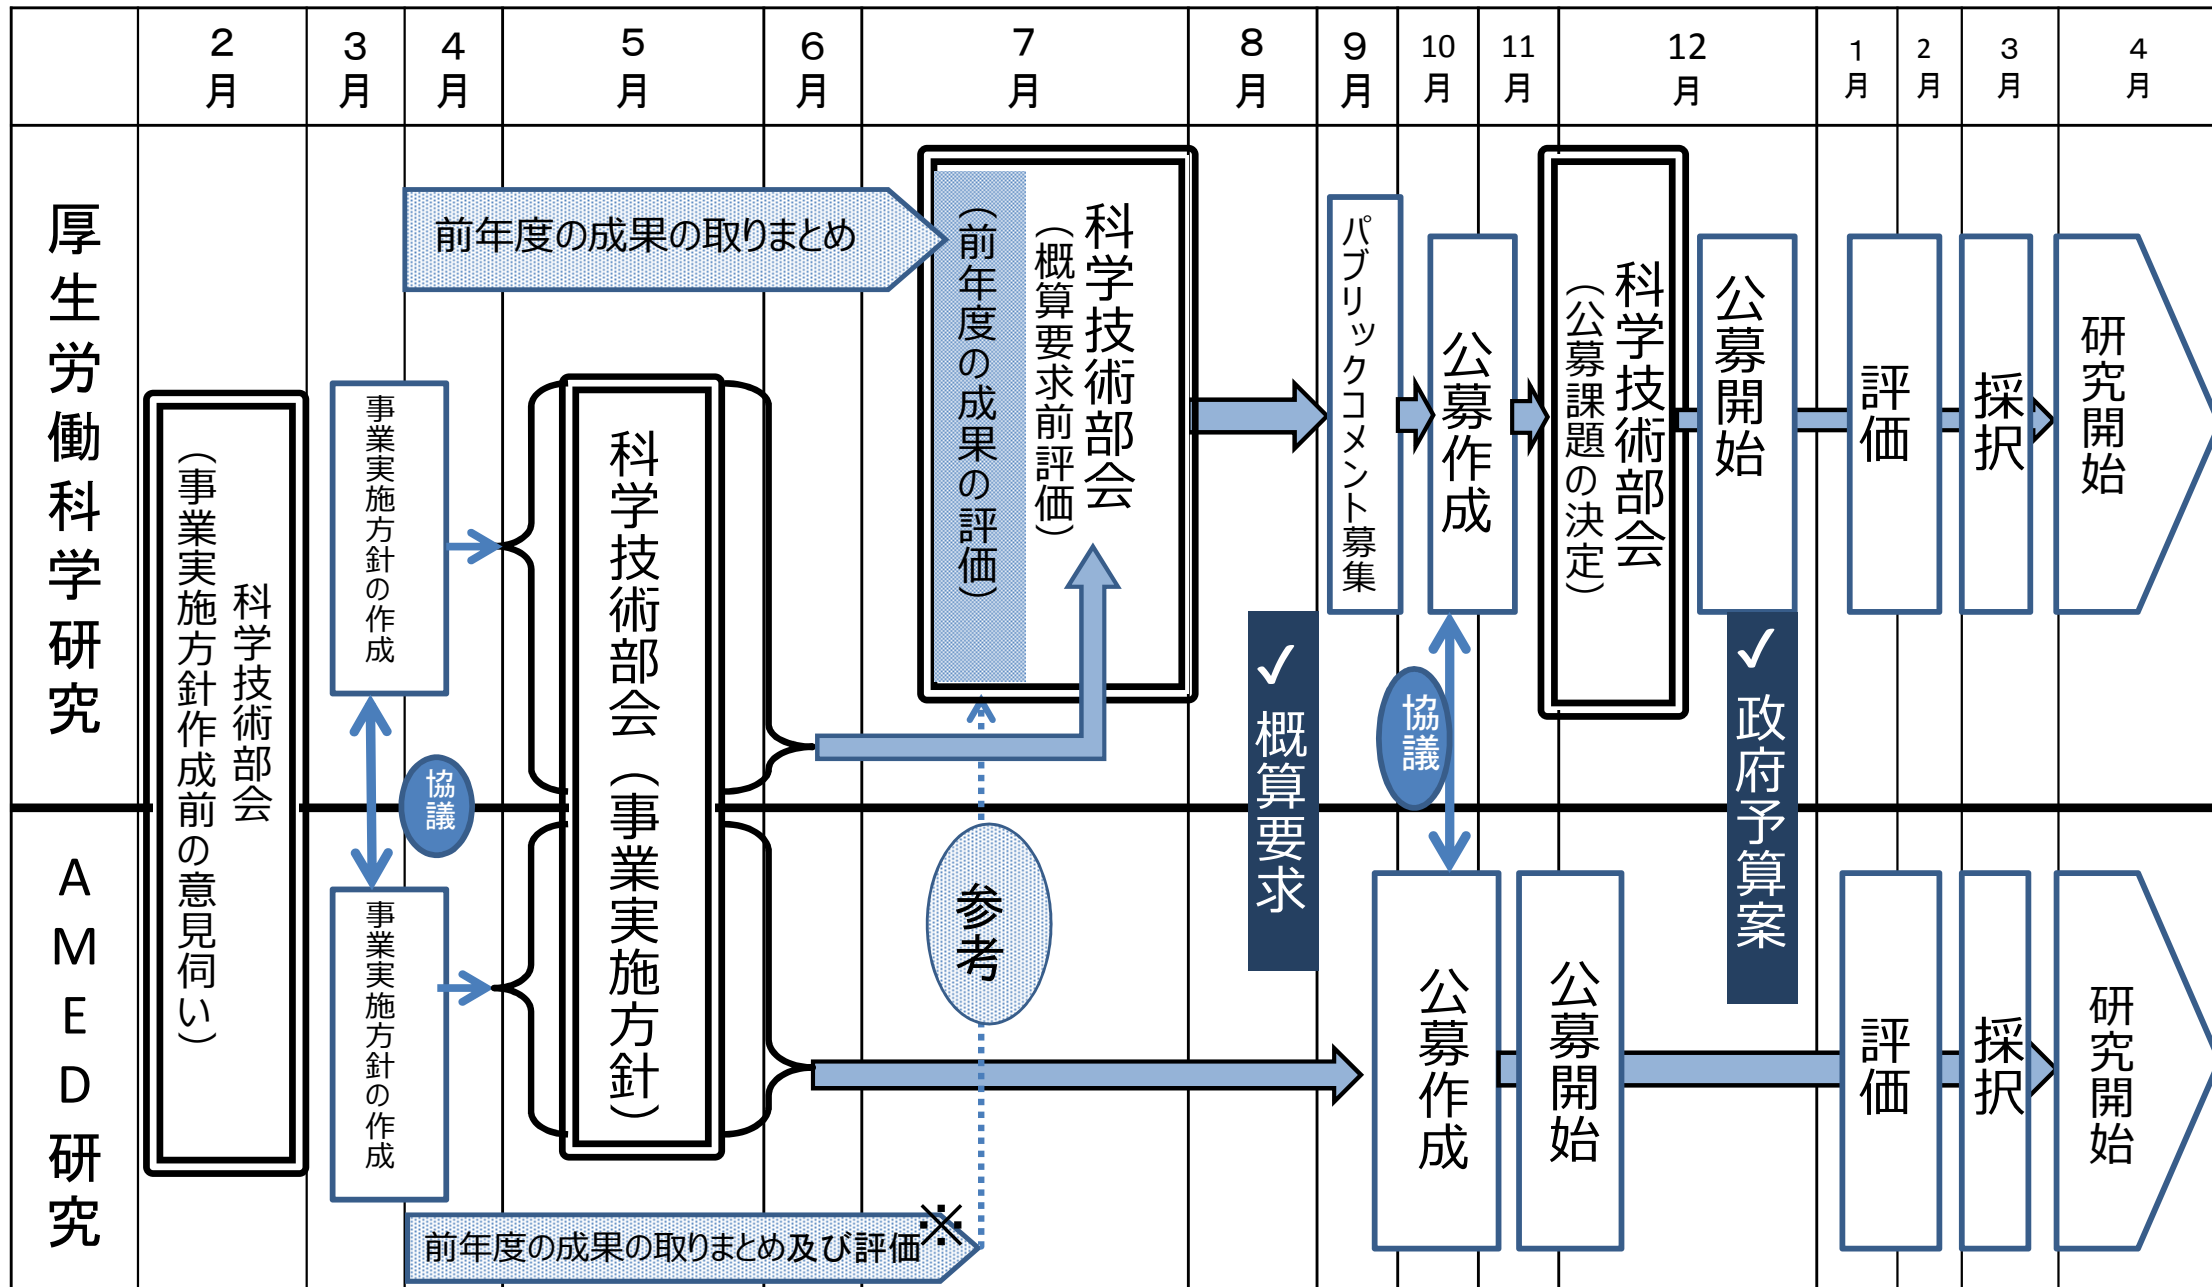 2月
3月
4月
5月
6月
7月
8月
9月
10月
11月
12月
1月
2月
3月
4月
厚生労働科学研究
科学技術部会
（事業実施方針作成前の意見伺い）
事業実施方針の作成
協議
科学技術部会（事業実施方針）
前年度の成果の取りまとめ
科学技術部会
（概算要求前評価）
（前年度の成果の評価）
✓概算要求
パブリックコメント募集
公募作成
協議
科学技術部会
（公募課題の決定）
公募開始
✓政府予算案
評価
採択
研究開始
AMED研究
事業実施方針の作成
前年度の成果の取りまとめ及び評価※
参考
公募作成
公募開始
評価
採択
研究開始